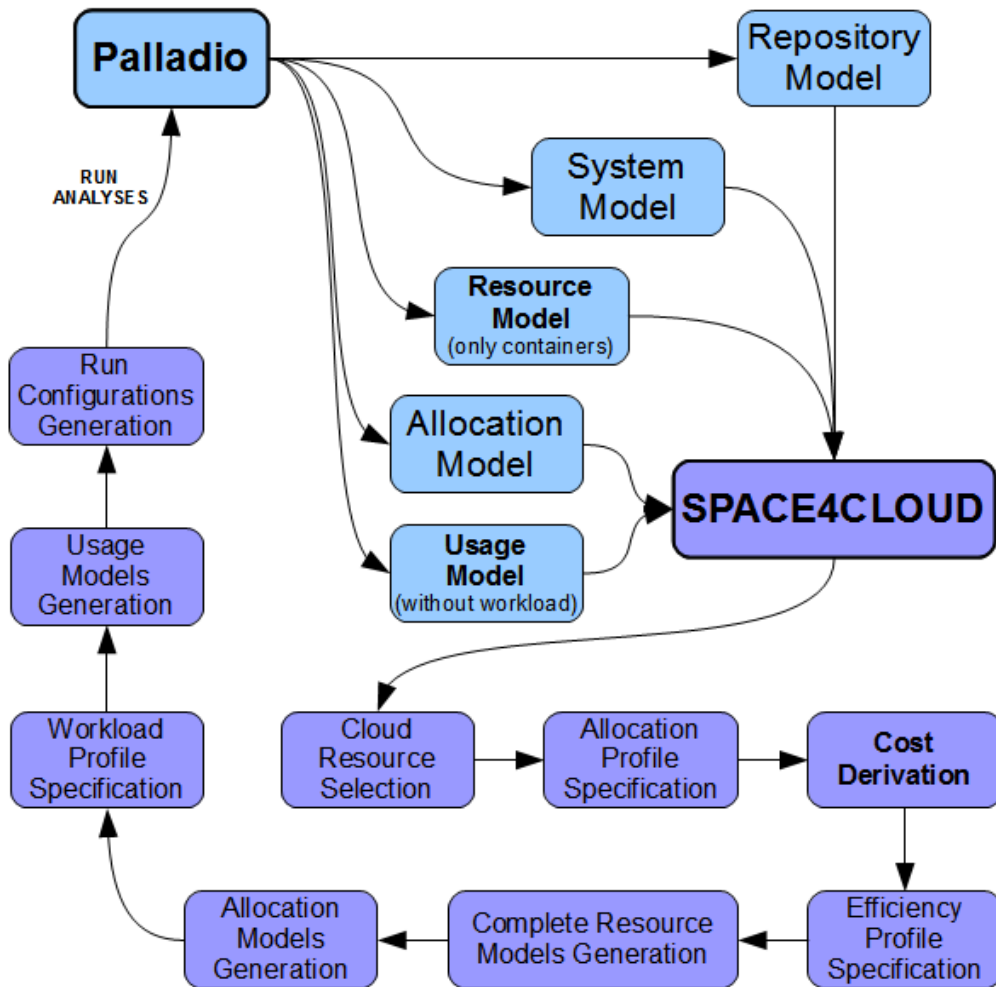 Palladio
Repository
Model
System
Model
RUN
ANALYSES
Resource
Model
(only containers)
Run
Configurations
Generation
Allocation
Model
SPACE4CLOUD
Usage
Models
Generation
Usage
Model
(without workload)
Workload
Profile
Specification
Cloud
Resource
Selection
Allocation
Profile
Specification
Cost
Derivation
Allocation
Models
Generation
Complete Resource
Models Generation
Efficiency
Profile
Specification